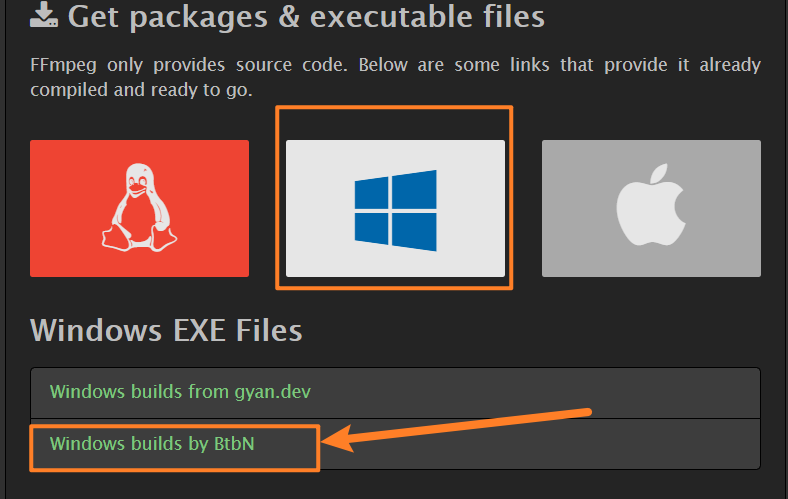 Get packages & executable files
FFmpeg only provides source code. Below are some links that provide it already
compiled and ready to go.
Windows EXE Files
Windows builds from gyan.dev
Windows builds by BtbN